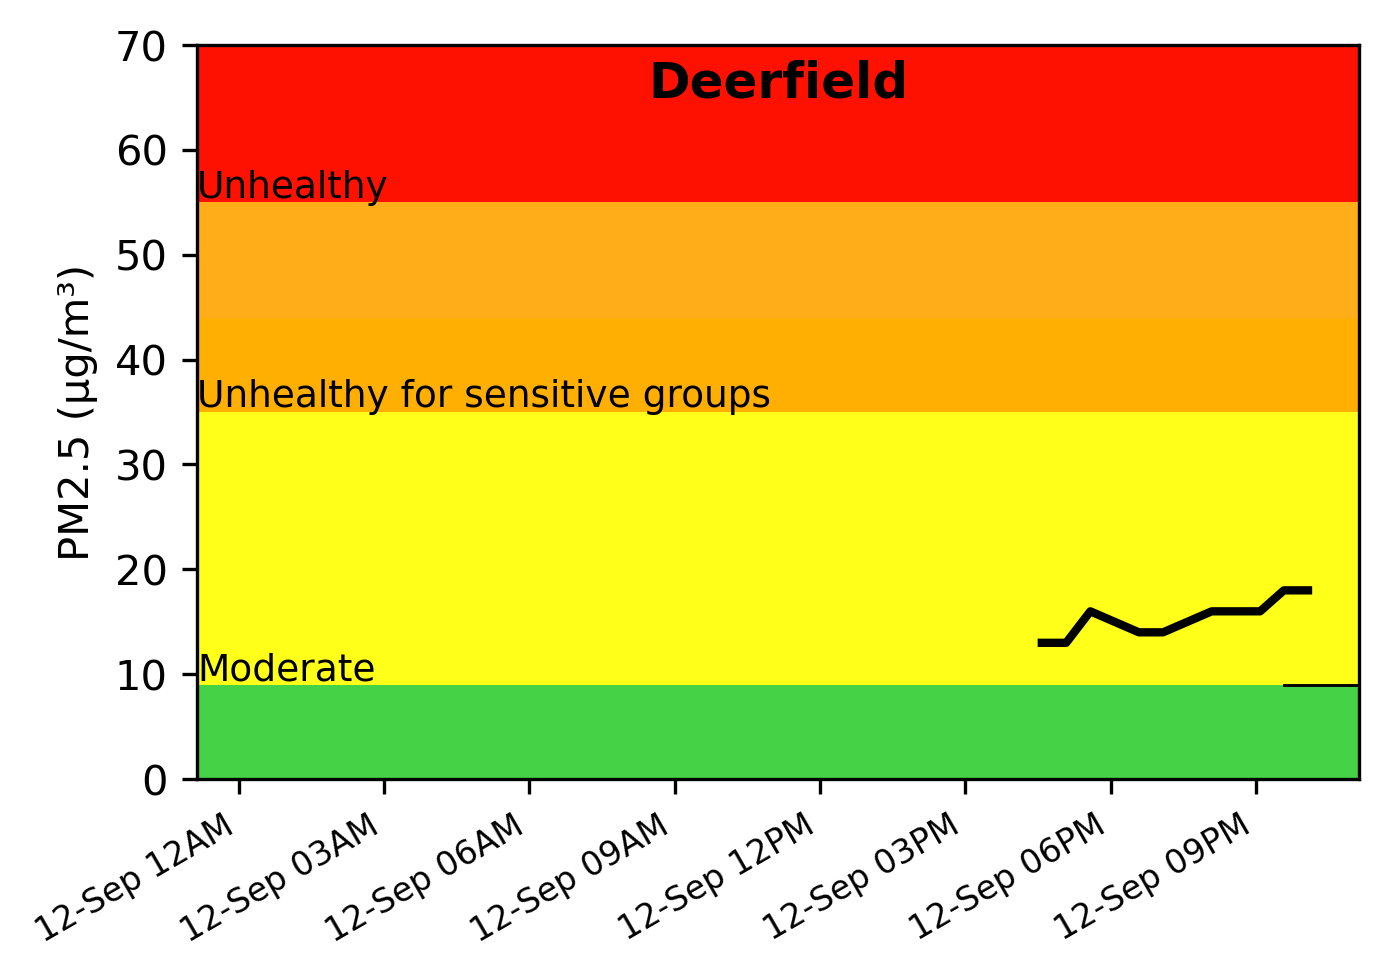 Deerfield
PM2.5 (µg/m³)
70
60
50
40
30
20
10
0
Unhealthy
Unhealthy for sensitive groups
Moderate
12-Sep 12AM
12-Sep 03AM
12-Sep 06AM
12-Sep 09AM
12-Sep 12PM
12-Sep 03PM
12-Sep 06PM
12-Sep 09PM